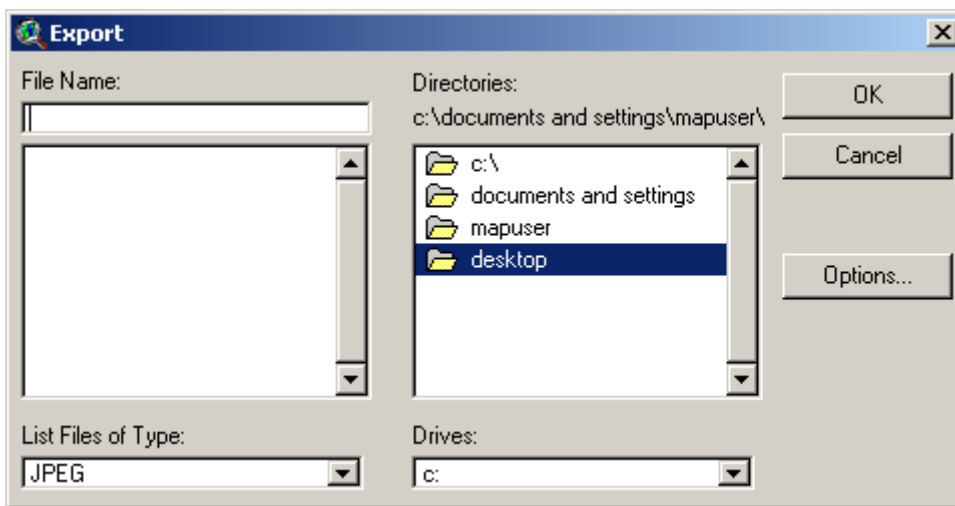 Export
File Name:
Directories:
c:\documents and settings\mapuser\
OK
Cancel
c:\
documents and settings
mapuser
desktop
Options...
List Files of Type:
JPEG
Drives:
c: